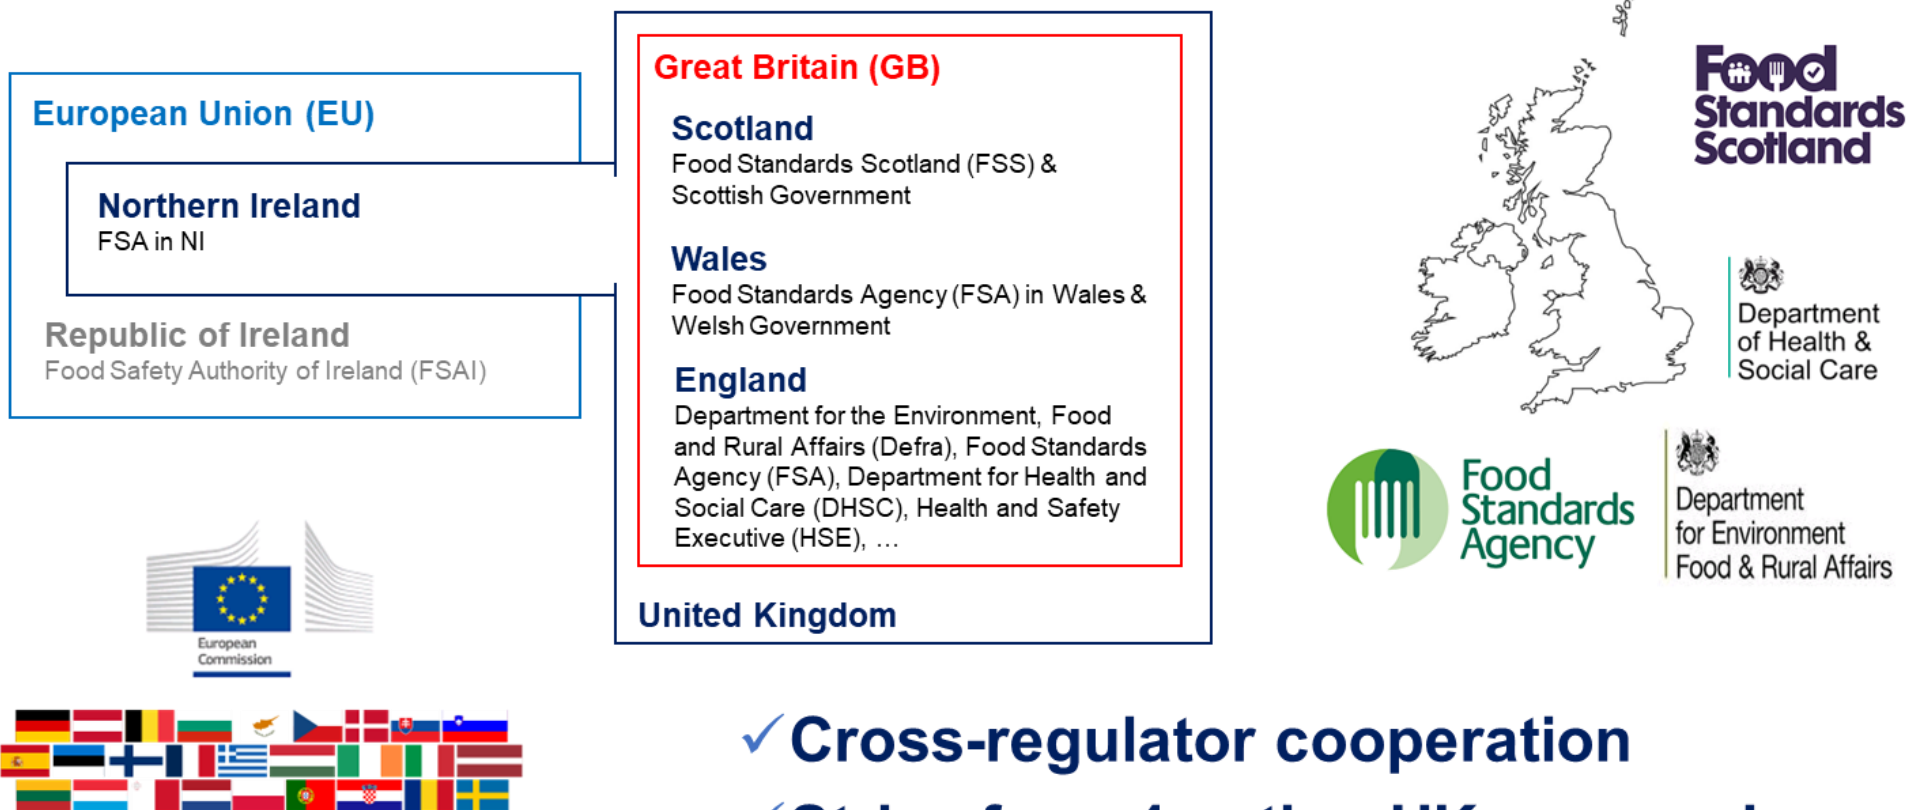 European Union (EU)
Northern Ireland
FSA in NI
Republic of Ireland
Food Safety Authority of Ireland (FSAI)
Great Britain (GB)
Scotland
Food Standards Scotland (FSS) &
Scottish Government
Wales
Food Standards Agency (FSA) in Wales &
Welsh Government
England
Department for the Environment, Food
and Rural Affairs (Defra), Food Standards
Agency (FSA), Department for Health and
Social Care (DHSC), Health and Safety
Executive (HSE), …
United Kingdom
Food
Standards
Scotland
Department
of Health &
Social Care
Food
Standards
Agency
Department
for Environment
Food & Rural Affairs
European
Commission
✓Cross-regulator cooperation